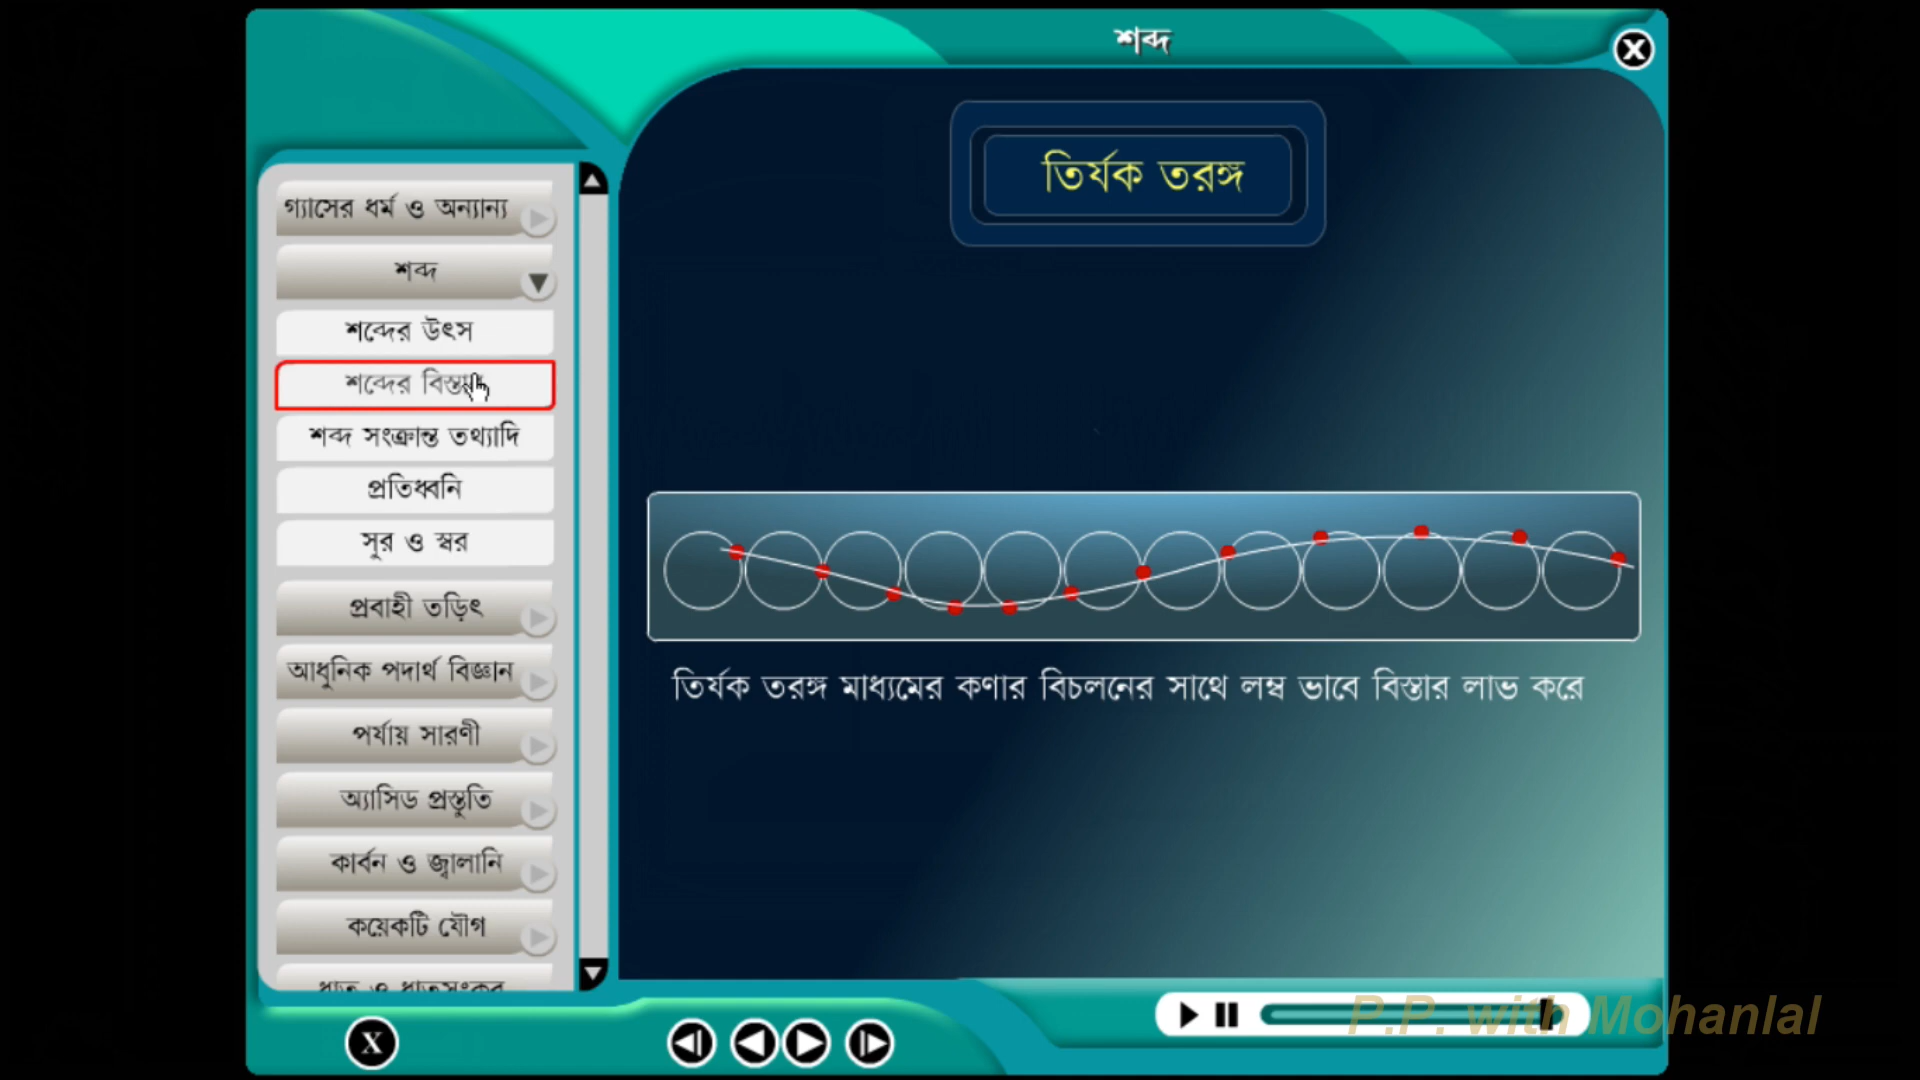 শব্দ
তির্যক তরঙ্গ
গ্যাসের ধর্ম ও অন্যান্য
শব্দ
শব্দের উৎস
শব্দের বিস্তার
শব্দ সংক্রান্ত তথ্যাদি
প্রতিধ্বনি
সুর ও স্বর
প্রবাহী তড়িৎ
আধুনিক পদার্থ বিজ্ঞান
পর্যায় সারণী
অ্যাসিড প্রস্তুতি
কার্বন ও জ্বালানি
কয়েকটি যৌগ
ধাতু ও ধাতুসংকর
তির্যক তরঙ্গ মাধ্যমের কণার বিচলনের সাথে লম্ব ভাবে বিস্তার লাভ করে
X
P.P. with Mohanlal